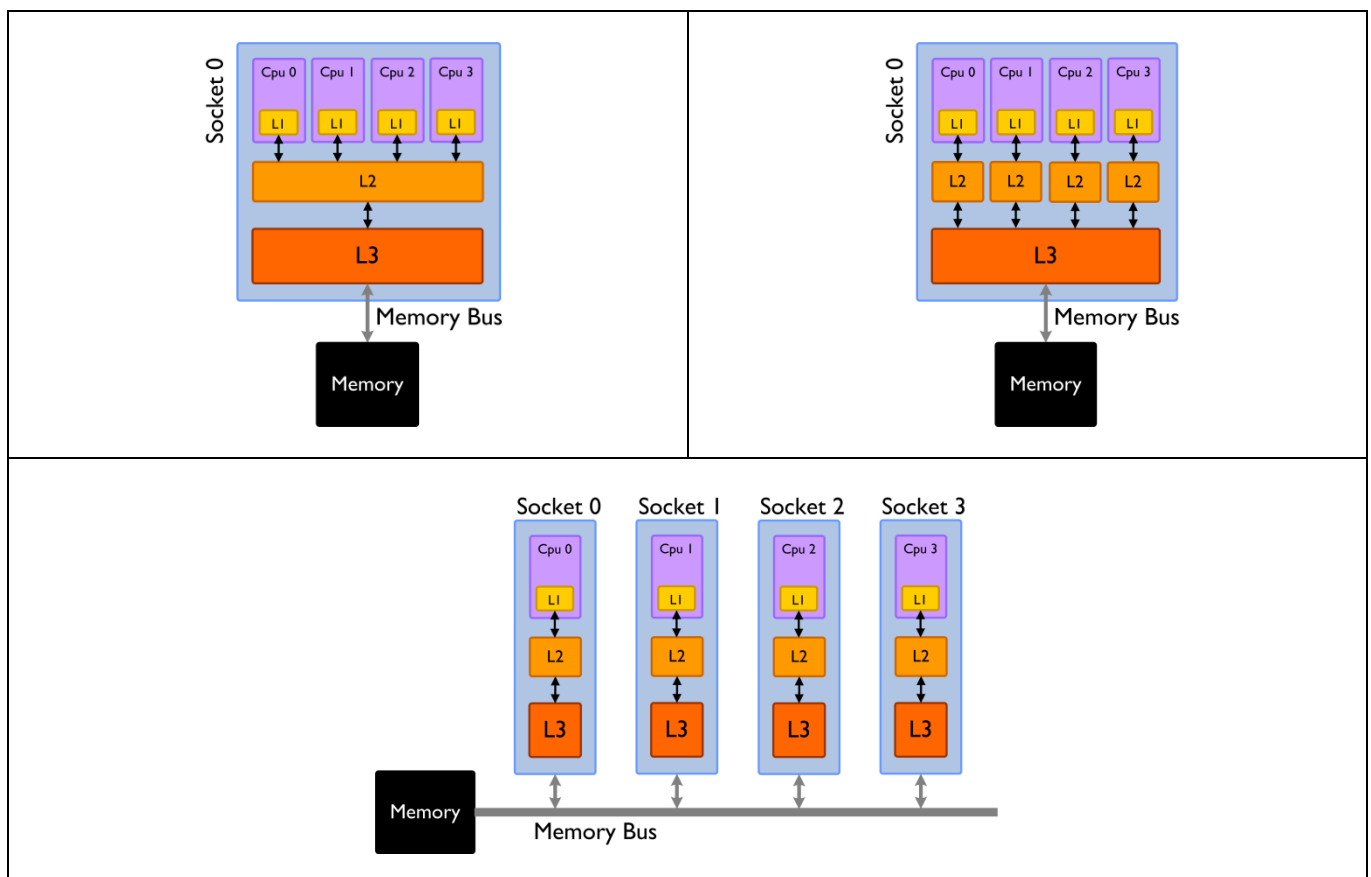 Socket 0
Cpu 0 Cpu 1 Cpu 2 Cpu 3
L1 L1 L1 L1
L2
L3
Memory Bus
Memory
Socket 0
Cpu 0 Cpu 1 Cpu 2 Cpu 3
L1 L1 L1 L1
L2 L2 L2 L2
L3
Memory Bus
Memory
Socket 0 Socket 1 Socket 2 Socket 3
Cpu 0 Cpu 1 Cpu 2 Cpu 3
L1 L1 L1 L1
L2 L2 L2 L2
L3 L3 L3 L3
Memory
Memory Bus